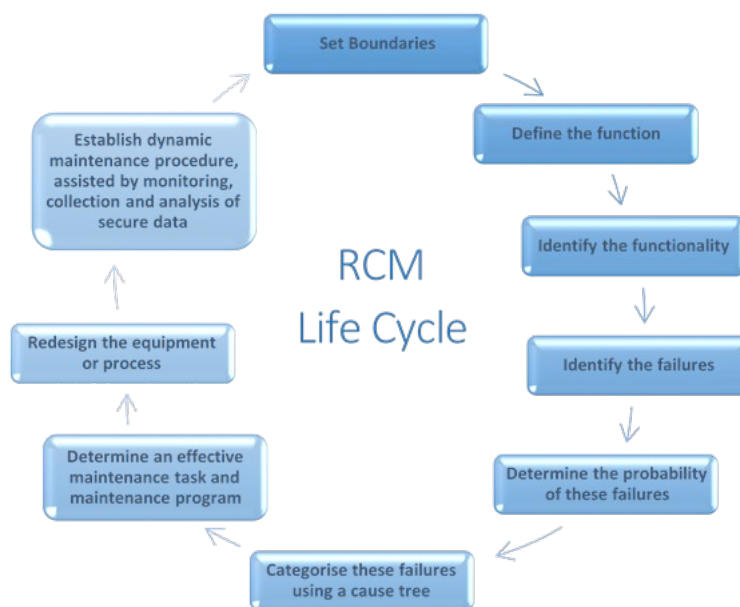 Set Boundaries
Define the function
Identify the functionality
Identify the failures
Determine the probability
of these failures
Categorise these failures
using a cause tree
Determine an effective
maintenance task and
maintenance program
Redesign the equipment
or process
Establish dynamic
maintenance procedure,
assisted by monitoring,
collection and analysis of
secure data
RCM
Life Cycle